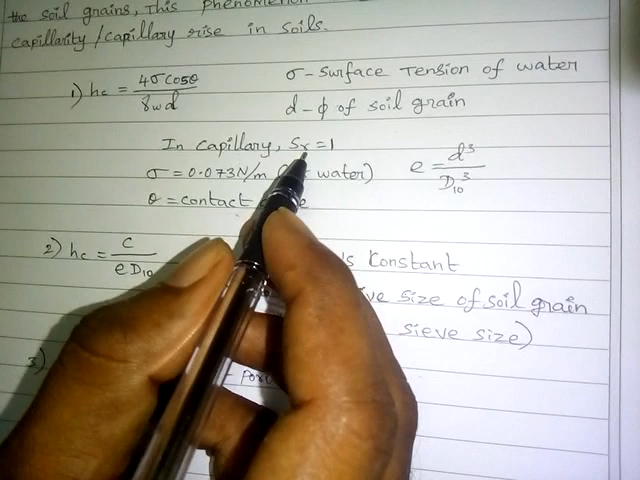 the soil grains, This phenomenon
capillarity/capillary rise in soils.
1) hc = 4σcosθ / 8wd
σ - surface Tension of water
d - ϕ of soil grain
In capillary, Sr = 1
σ = 0.073N/m water)
e = d³ / D₁₀³
θ = contact
2) hc = C / e D₁₀
's Constant
size of soil grain
sieve size)
3)